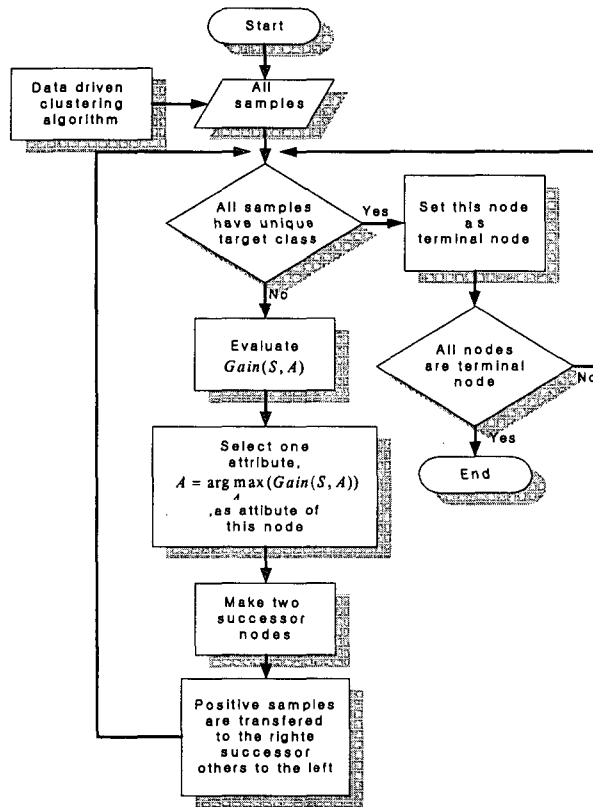 Start
Data driven
clustering
algorithm
All
samples
All samples
have unique
target class
Yes
Set this node
as
terminal node
No
Evaluate
Gain(S, A)
All nodes
are terminal
node
No
Yes
End
Select one
attribute,
A = arg max(Gain(S, A))
A
,as attibute of
this node
Make two
successor
nodes
Positive samples
are transfered
to the righte
successor
others to the left